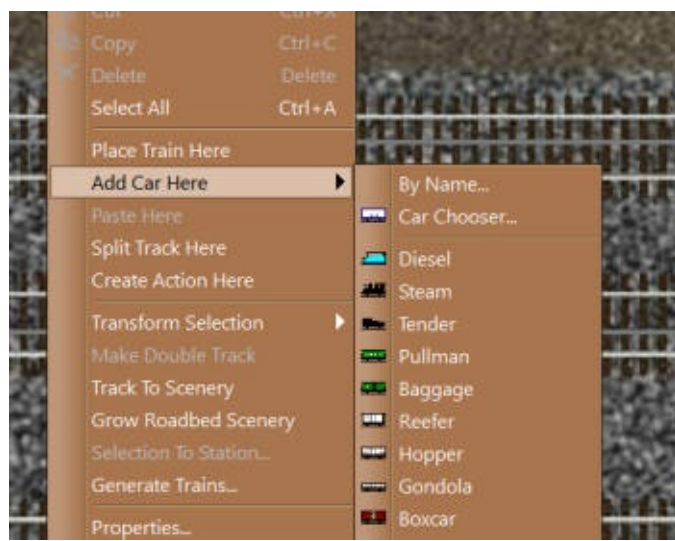 Cut Ctrl+X
Copy Ctrl+C
Delete Delete
Select All Ctrl+A
Place Train Here
Add Car Here
Paste Here
Split Track Here
Create Action Here
Transform Selection
Make Double Track
Track To Scenery
Grow Roadbed Scenery
Selection To Station...
Generate Trains...
Properties...
By Name...
Car Chooser...
Diesel
Steam
Tender
Pullman
Baggage
Reefer
Hopper
Gondola
Boxcar